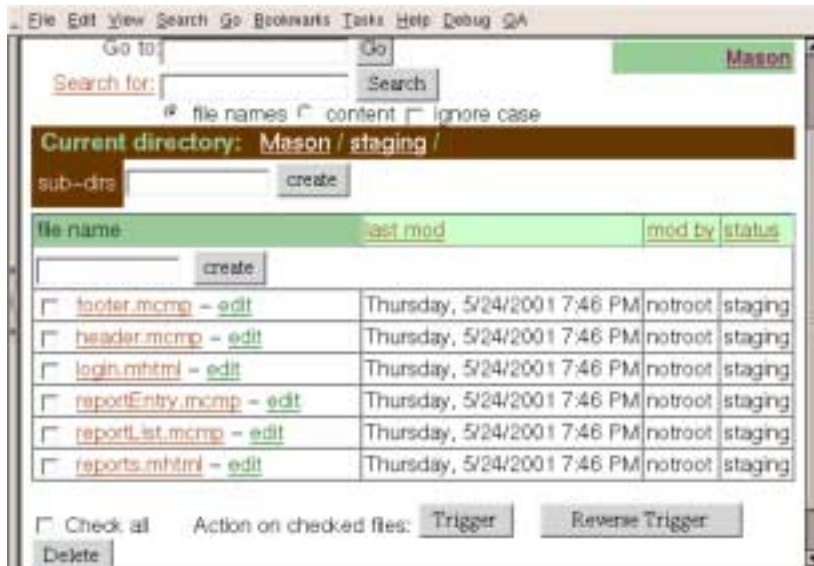 File Edit View Search Go Bookmarks Tasks Help Debug QA
Go to: Go
Mason
Search for: Search
file names content ignore case
Current directory: Mason / staging /
sub-dirs create
file name last mod mod by status
create
footer.mcmp - edit Thursday, 5/24/2001 7:46 PM notroot staging
header.mcmp - edit Thursday, 5/24/2001 7:46 PM notroot staging
login.mhtml - edit Thursday, 5/24/2001 7:46 PM notroot staging
reportEntry.mcmp - edit Thursday, 5/24/2001 7:46 PM notroot staging
reportList.mcmp - edit Thursday, 5/24/2001 7:46 PM notroot staging
reports.mhtml - edit Thursday, 5/24/2001 7:46 PM notroot staging
Check all Action on checked files: Trigger Reverse Trigger
Delete